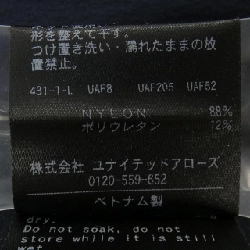 形を整えて干す。
つけ置き洗い・濡れたままの放
置禁止。
491-1-L UAF8 UAF205 UAF52
NYLON 88%
ポリウレタン 12%
株式会社 ユナイテッドアローズ
0120-559-652
ベトナム製
dry.
Do not soak, do not
store while it is still
wet.